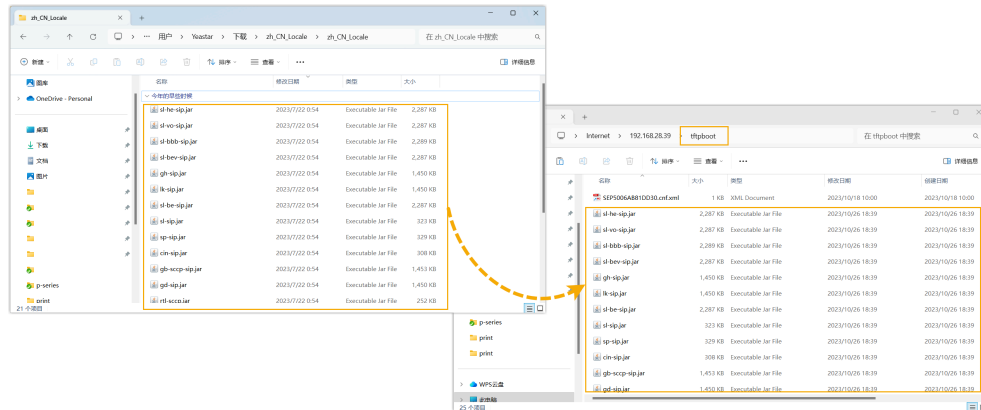 zh_CN_Locale
用户 > Yeastar > 下载 > zh_CN_Locale > zh_CN_Locale
在 zh_CN_Locale 中搜索
新建
排序
查看
详细信息
名称
修改日期
类型
大小
今年的早些时候
图库
OneDrive - Personal
桌面
下载
文档
图片
p-series
print
sl-he-sip.jar 2023/7/22 0:54 Executable Jar File 2,287 KB
sl-vo-sip.jar 2023/7/22 0:54 Executable Jar File 2,287 KB
sl-bbb-sip.jar 2023/7/22 0:54 Executable Jar File 2,289 KB
sl-bev-sip.jar 2023/7/22 0:54 Executable Jar File 2,287 KB
gh-sip.jar 2023/7/22 0:54 Executable Jar File 1,450 KB
lk-sip.jar 2023/7/22 0:54 Executable Jar File 1,450 KB
sl-be-sip.jar 2023/7/22 0:54 Executable Jar File 2,287 KB
sl-sip.jar 2023/7/22 0:54 Executable Jar File 323 KB
sp-sip.jar 2023/7/22 0:54 Executable Jar File 329 KB
cin-sip.jar 2023/7/22 0:54 Executable Jar File 308 KB
gb-sccp-sip.jar 2023/7/22 0:54 Executable Jar File 1,453 KB
gd-sip.jar 2023/7/22 0:54 Executable Jar File 1,450 KB
rtl-sccp.jar 2023/7/22 0:54 Executable Jar File 252 KB
21 个项目
Internet > 192.168.28.39 > tftpboot
在 tftpboot 中搜索
排序
查看
详细信息
名称
大小
类型
修改日期
创建日期
SEP5006AB81DD30.cnf.xml 1 KB XML Document 2023/10/18 10:00 2023/10/18 10:00
sl-he-sip.jar 2,287 KB Executable Jar File 2023/10/26 18:39 2023/10/26 18:39
sl-vo-sip.jar 2,287 KB Executable Jar File 2023/10/26 18:39 2023/10/26 18:39
sl-bbb-sip.jar 2,289 KB Executable Jar File 2023/10/26 18:39 2023/10/26 18:39
sl-bev-sip.jar 2,287 KB Executable Jar File 2023/10/26 18:39 2023/10/26 18:39
gh-sip.jar 1,450 KB Executable Jar File 2023/10/26 18:39 2023/10/26 18:39
lk-sip.jar 1,450 KB Executable Jar File 2023/10/26 18:39 2023/10/26 18:39
sl-be-sip.jar 2,287 KB Executable Jar File 2023/10/26 18:39 2023/10/26 18:39
sl-sip.jar 323 KB Executable Jar File 2023/10/26 18:39 2023/10/26 18:39
sp-sip.jar 329 KB Executable Jar File 2023/10/26 18:39 2023/10/26 18:39
cin-sip.jar 308 KB Executable Jar File 2023/10/26 18:39 2023/10/26 18:39
gb-sccp-sip.jar 1,453 KB Executable Jar File 2023/10/26 18:39 2023/10/26 18:39
gd-sip.jar 1,450 KB Executable Jar File 2023/10/26 18:39 2023/10/26 18:39
p-series
print
print
WPS云盘
此电脑
25 个项目